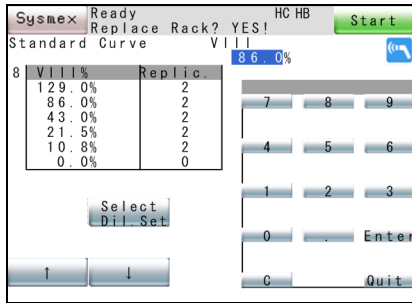 Sysmex Ready HC HB Start
Replace Rack? YES!
Standard Curve VIII
86.0%
8 VIII% Replic.
129.0% 2
86.0% 2
43.0% 2
21.5% 2
10.8% 2
0.0% 0
7 8 9
4 5 6
1 2 3
Select
Dil.Set
0 . Enter
↑ ↓
C Quit